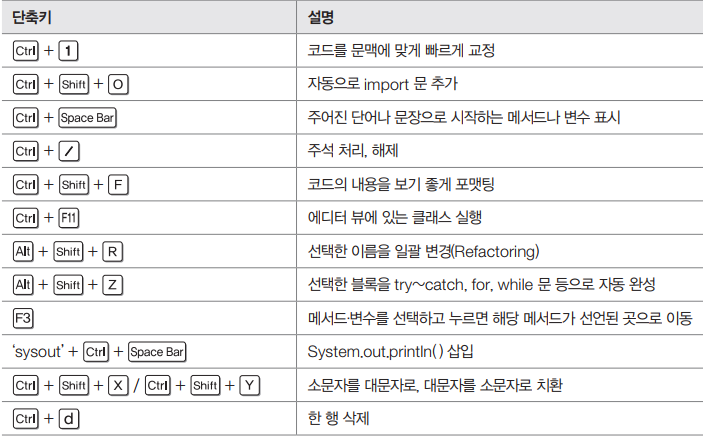 단축키 설명
Ctrl + 1 코드를 문맥에 맞게 빠르게 교정
Ctrl + Shift + O 자동으로 import 문 추가
Ctrl + Space Bar 주어진 단어나 문장으로 시작하는 메서드나 변수 표시
Ctrl + / 주석 처리, 해제
Ctrl + Shift + F 코드의 내용을 보기 좋게 포맷팅
Ctrl + F11 에디터 뷰에 있는 클래스 실행
Alt + Shift + R 선택한 이름을 일괄 변경(Refactoring)
Alt + Shift + Z 선택한 블록을 try~catch, for, while 문 등으로 자동 완성
F3 메서드·변수를 선택하고 누르면 해당 메서드가 선언된 곳으로 이동
‘sysout’ + Ctrl + Space Bar System.out.println( ) 삽입
Ctrl + Shift + X / Ctrl + Shift + Y 소문자를 대문자로, 대문자를 소문자로 치환
Ctrl + d 한 행 삭제